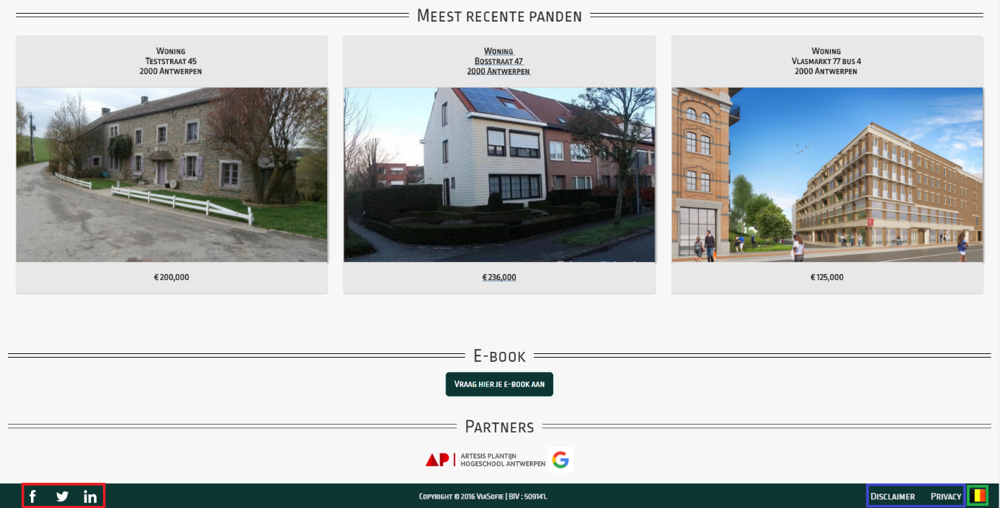 Meest recente panden
Woning
Teststraat 45
2000 Antwerpen
€ 200,000
Woning
Bosstraat 47
2000 Antwerpen
€ 236,000
Woning
Vlasmarkt 77 bus 4
2000 Antwerpen
€ 125,000
E-book
Vraag hier je e-book aan
Partners
AP
ARTESIS PLANTIJN
HOGESCHOOL ANTWERPEN
G
f
in
Copyright © 2016 ViaSofie | BIV : 509141.
Disclaimer
Privacy